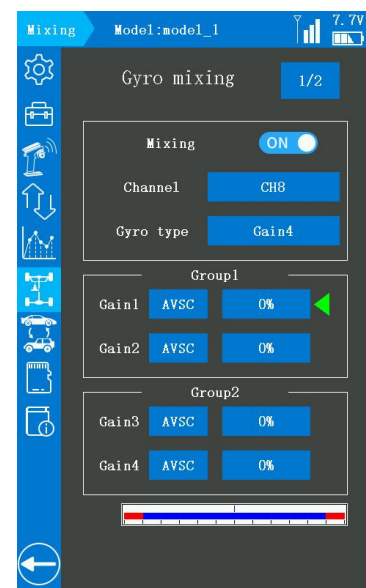 Mixing Model:model_1 7.7V
Gyro mixing 1/2
Mixing ON
Channel CH8
Gyro type Gain4
Group1
Gain1 AVSC 0%
Gain2 AVSC 0%
Group2
Gain3 AVSC 0%
Gain4 AVSC 0%